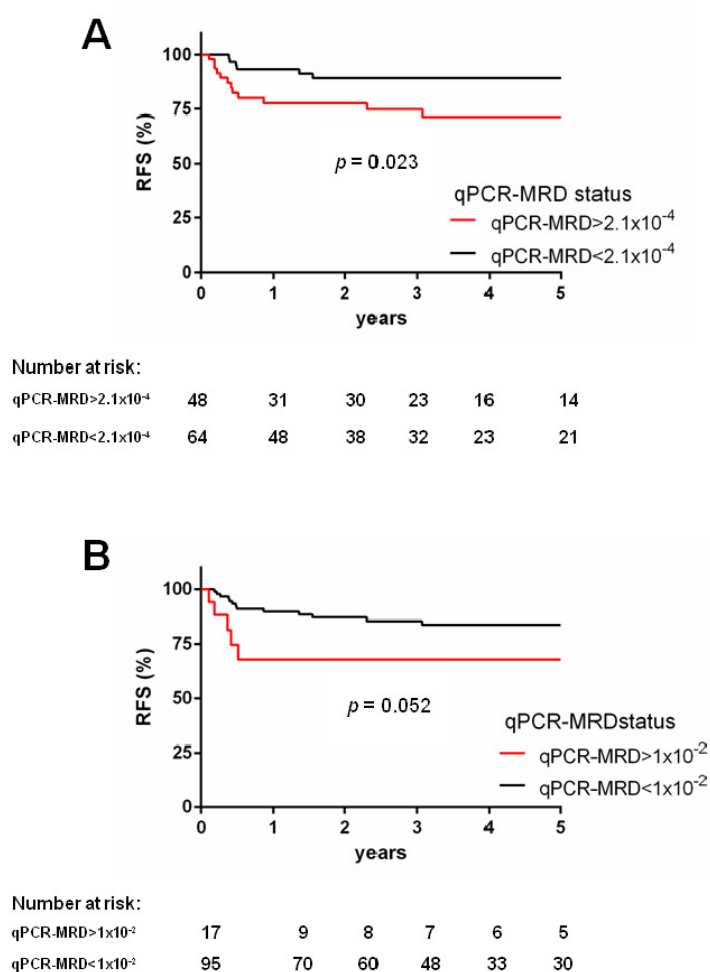 A
RFS (%)
100
75
50
25
0
p = 0.023
qPCR-MRD status
qPCR-MRD>2.1x10⁻⁴
qPCR-MRD<2.1x10⁻⁴
0 1 2 3 4 5
years
Number at risk:
qPCR-MRD>2.1x10⁻⁴ 48 31 30 23 16 14
qPCR-MRD<2.1x10⁻⁴ 64 48 38 32 23 21
B
RFS (%)
100
75
50
25
0
p = 0.052
qPCR-MRDstatus
qPCR-MRD>1x10⁻²
qPCR-MRD<1x10⁻²
0 1 2 3 4 5
years
Number at risk:
qPCR-MRD>1x10⁻² 17 9 8 7 6 5
qPCR-MRD<1x10⁻² 95 70 60 48 33 30